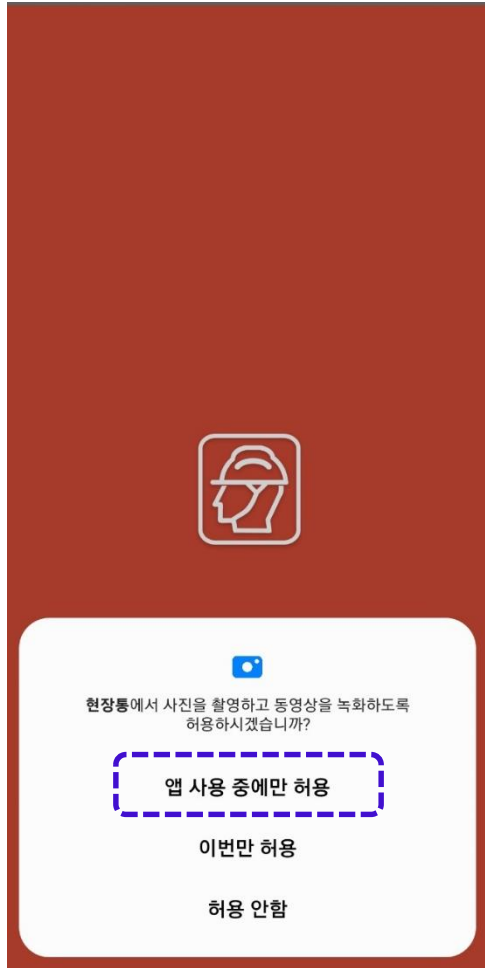 현장통에서 사진을 촬영하고 동영상을 녹화하도록
허용하시겠습니까?
앱 사용 중에만 허용
이번만 허용
허용 안함